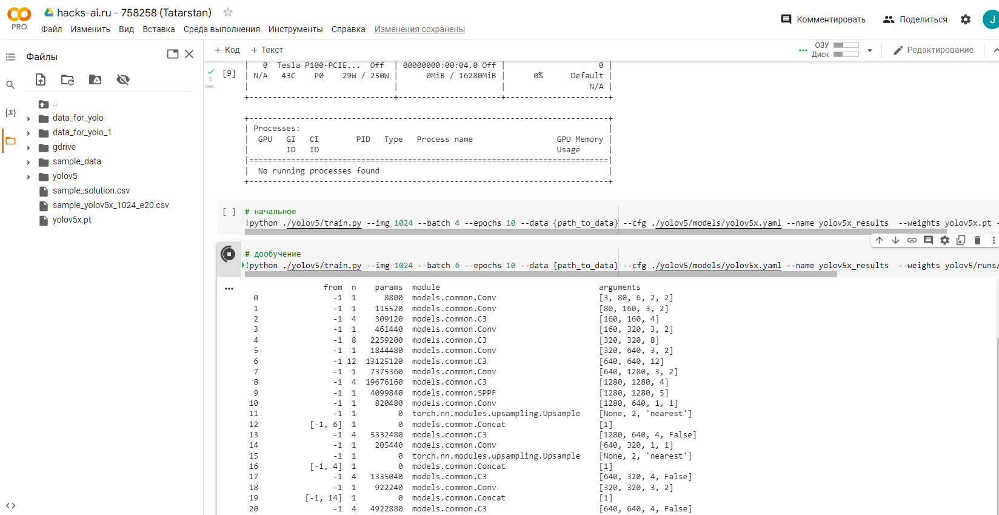 hacks-ai.ru - 758258 (Tatarstan)
PRO
Файл Изменить Вид Вставка Среда выполнения Инструменты Справка Изменения сохранены
Комментировать Поделиться J
Файлы
+ Код + Текст
ОЗУ
Диск
Редактирование
..
data_for_yolo
data_for_yolo_1
gdrive
sample_data
yolov5
sample_solution.csv
sample_yolov5x_1024_e20.csv
yolov5x.pt
{x}
<>
[9]
0
сек.
| 0 Tesla P100-PCIE... Off | 00000000:00:04.0 Off | 0 |
| N/A 43C P0 29W / 250W | 0MiB / 16280MiB | 0% Default |
| | | N/A |
+-------------------------------+----------------------+----------------------+
+-----------------------------------------------------------------------------+
| Processes: |
| GPU GI CI PID Type Process name GPU Memory |
| ID ID Usage |
|=============================================================================|
| No running processes found |
+-----------------------------------------------------------------------------+
[ ] # начальное
!python ./yolov5/train.py --img 1024 --batch 4 --epochs 10 --data {path_to_data} --cfg ./yolov5/models/yolov5x.yaml --name yolov5x_results --weights yolov5x.pt -
# дообучение
!python ./yolov5/train.py --img 1024 --batch 6 --epochs 10 --data {path_to_data} --cfg ./yolov5/models/yolov5x.yaml --name yolov5x_results --weights yolov5/runs/
from n params module arguments
0 -1 1 8800 models.common.Conv [3, 80, 6, 2, 2]
1 -1 1 115520 models.common.Conv [80, 160, 3, 2]
2 -1 4 309120 models.common.C3 [160, 160, 4]
3 -1 1 461440 models.common.Conv [160, 320, 3, 2]
4 -1 8 2259200 models.common.C3 [320, 320, 8]
5 -1 1 1844480 models.common.Conv [320, 640, 3, 2]
6 -1 12 13125120 models.common.C3 [640, 640, 12]
7 -1 1 7375360 models.common.Conv [640, 1280, 3, 2]
8 -1 4 19676160 models.common.C3 [1280, 1280, 4]
9 -1 1 4099840 models.common.SPPF [1280, 1280, 5]
10 -1 1 820480 models.common.Conv [1280, 640, 1, 1]
11 -1 1 0 torch.nn.modules.upsampling.Upsample [None, 2, 'nearest']
12 [-1, 6] 1 0 models.common.Concat [1]
13 -1 4 5332480 models.common.C3 [1280, 640, 4, False]
14 -1 1 205440 models.common.Conv [640, 320, 1, 1]
15 -1 1 0 torch.nn.modules.upsampling.Upsample [None, 2, 'nearest']
16 [-1, 4] 1 0 models.common.Concat [1]
17 -1 4 1335040 models.common.C3 [640, 320, 4, False]
18 -1 1 922240 models.common.Conv [320, 320, 3, 2]
19 [-1, 14] 1 0 models.common.Concat [1]
20 -1 4 4922880 models.common.C3 [640, 640, 4, False]